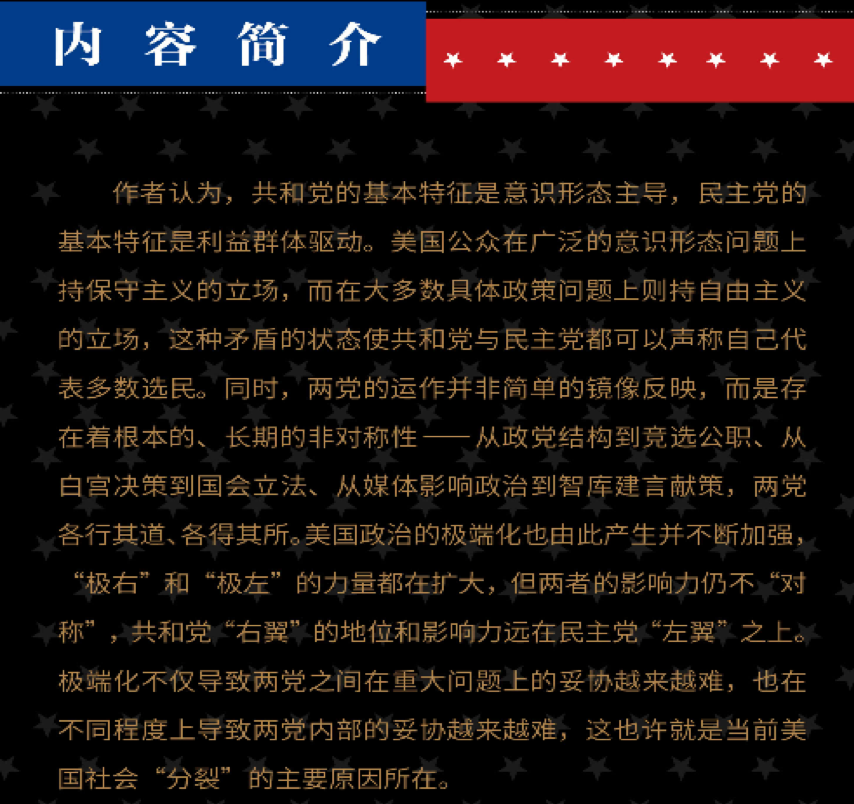 内容简介
作者认为，共和党的基本特征是意识形态主导，民主党的
基本特征是利益群体驱动。美国公众在广泛的意识形态问题上
持保守主义的立场，而在大多数具体政策问题上则持自由主义
的立场，这种矛盾的状态使共和党与民主党都可以声称自己代
表多数选民。同时，两党的运作并非简单的镜像反映，而是存
在着根本的、长期的非对称性——从政党结构到竞选公职、从
白宫决策到国会立法、从媒体影响政治到智库建言献策，两党
各行其道、各得其所。美国政治的极端化也由此产生并不断加强，
“极右”和“极左”的力量都在扩大，但两者的影响力仍不“对
称”，共和党“右翼”的地位和影响力远在民主党“左翼”之上。
极端化不仅导致两党之间在重大问题上的妥协越来越难，也在
不同程度上导致两党内部的妥协越来越难，这也许就是当前美
国社会“分裂”的主要原因所在。